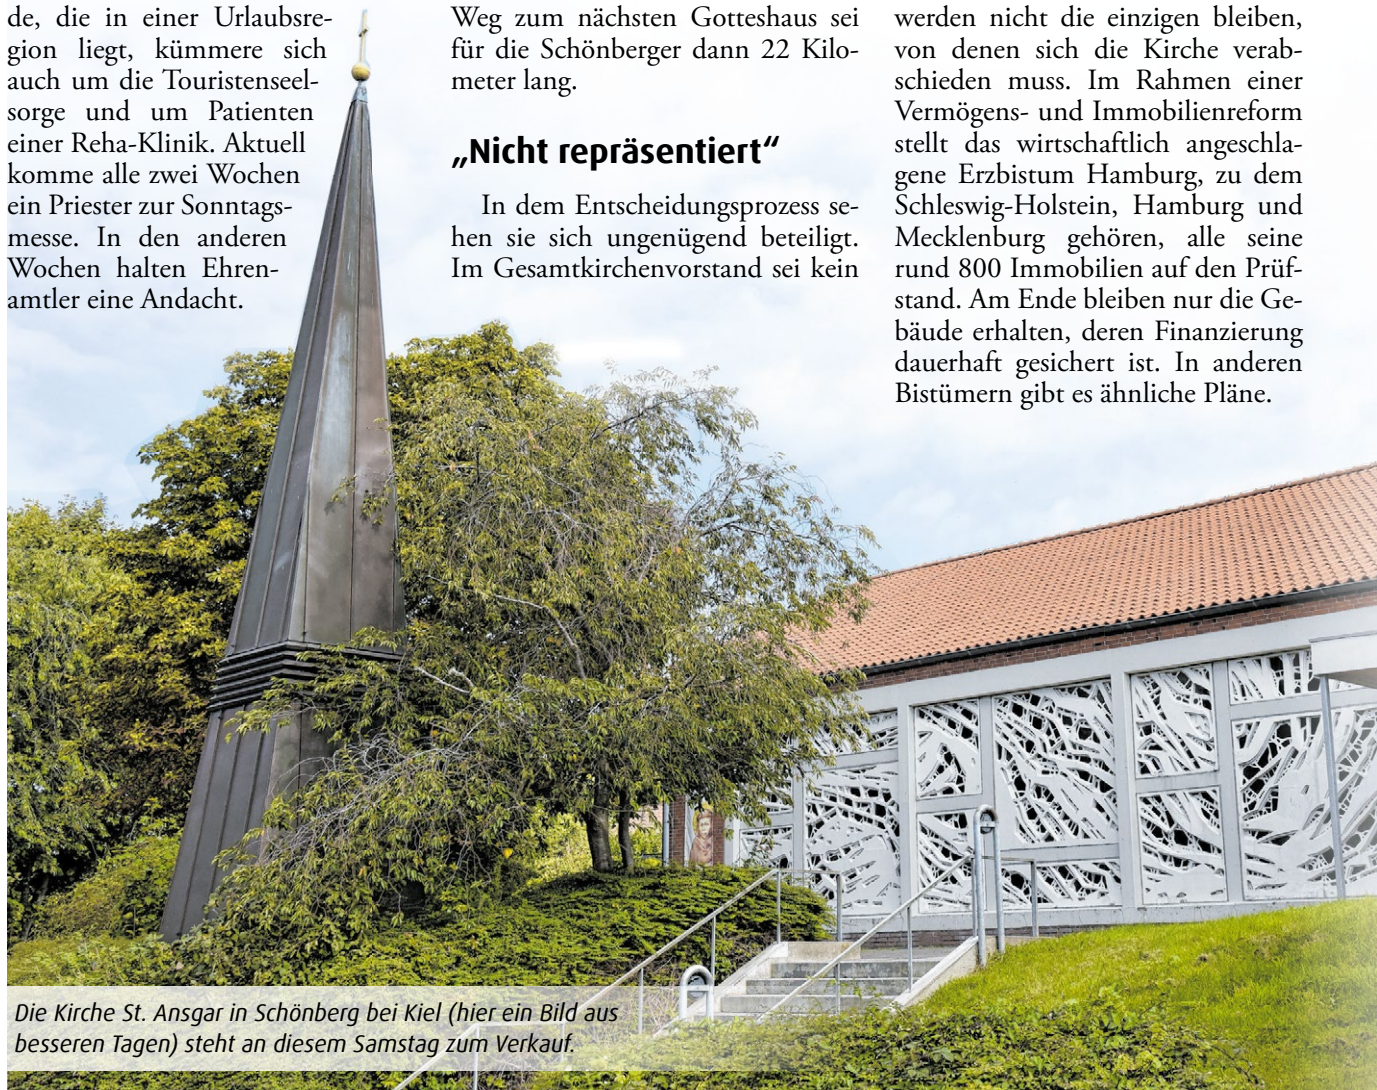 de, die in einer Urlaubsre-
gion liegt, kümmere sich
auch um die Touristenseel-
sorge und um Patienten
einer Reha-Klinik. Aktuell
komme alle zwei Wochen
ein Priester zur Sonntags-
messe. In den anderen
Wochen halten Ehren-
amtler eine Andacht.
Weg zum nächsten Gotteshaus sei
für die Schönberger dann 22 Kilo-
meter lang.
„Nicht repräsentiert“
In dem Entscheidungsprozess se-
hen sie sich ungenügend beteiligt.
Im Gesamtkirchenvorstand sei kein
werden nicht die einzigen bleiben,
von denen sich die Kirche verab-
schieden muss. Im Rahmen einer
Vermögens- und Immobilienreform
stellt das wirtschaftlich angeschla-
gene Erzbistum Hamburg, zu dem
Schleswig-Holstein, Hamburg und
Mecklenburg gehören, alle seine
rund 800 Immobilien auf den Prüf-
stand. Am Ende bleiben nur die Ge-
bäude erhalten, deren Finanzierung
dauerhaft gesichert ist. In anderen
Bistümern gibt es ähnliche Pläne.
Die Kirche St. Ansgar in Schönberg bei Kiel (hier ein Bild aus
besseren Tagen) steht an diesem Samstag zum Verkauf.